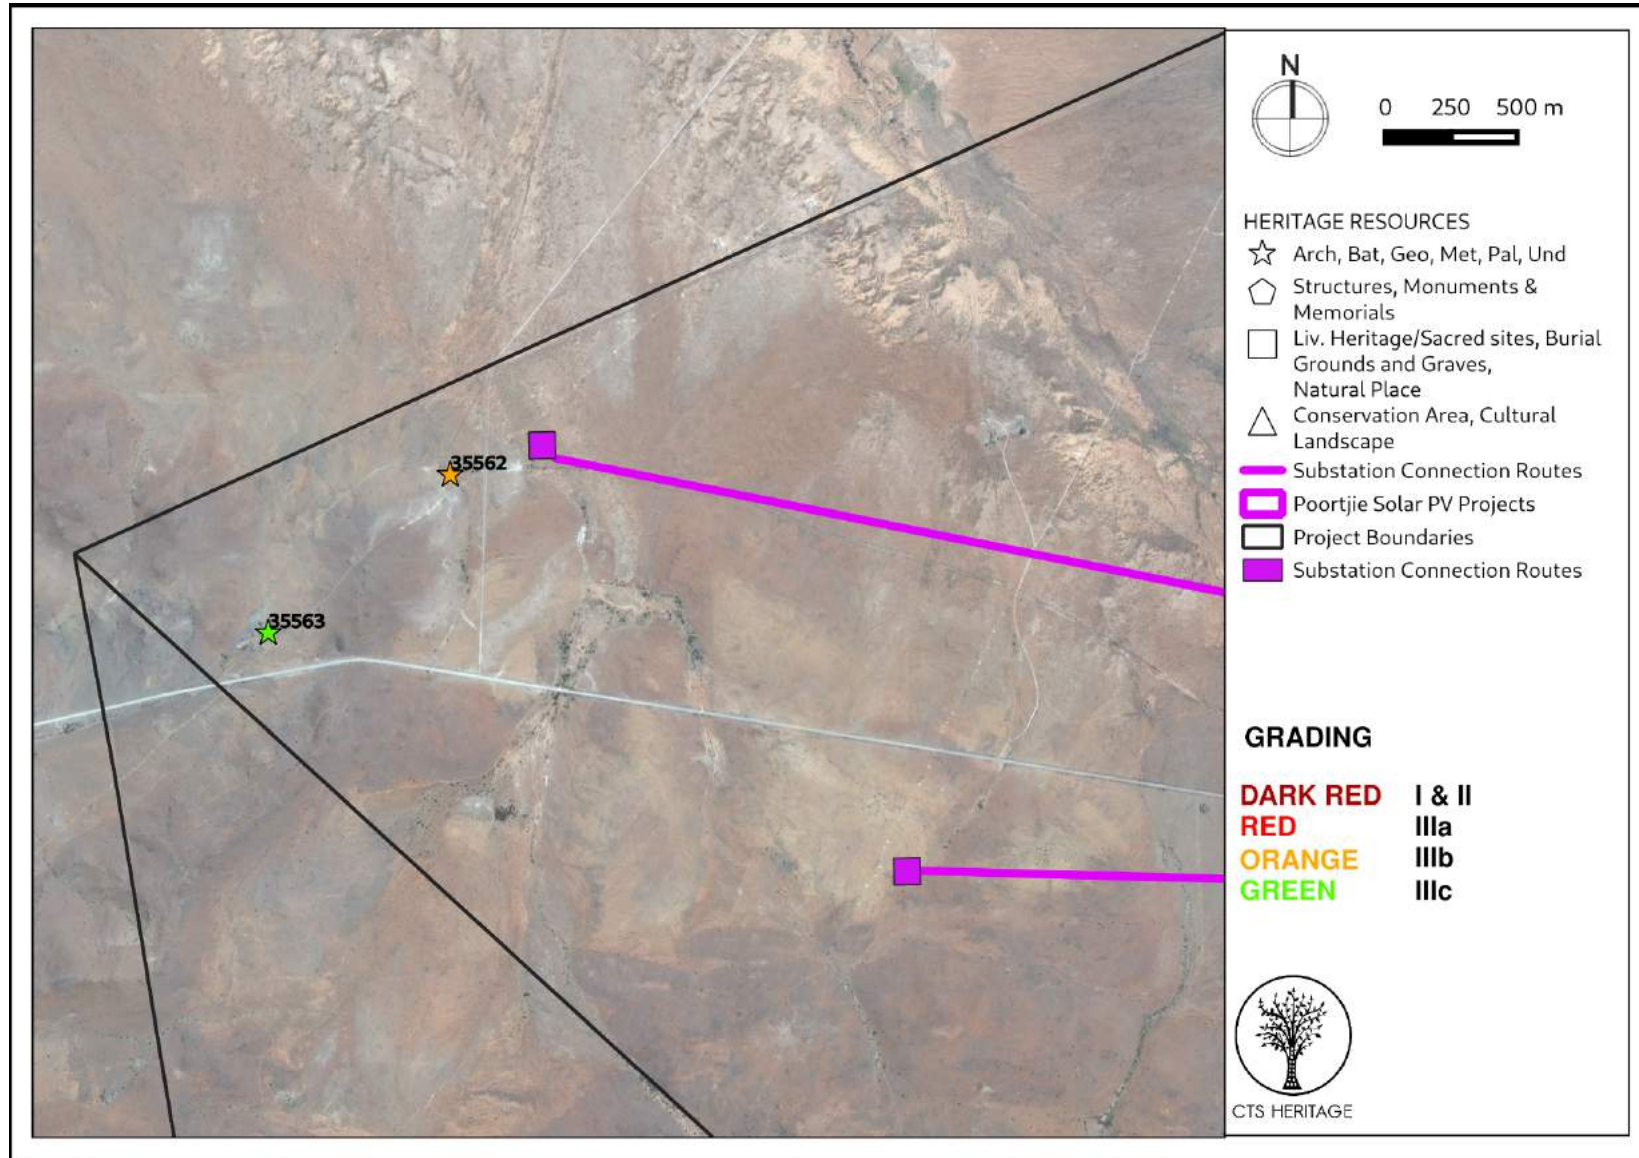 35562
35563
N
0 250 500 m
HERITAGE RESOURCES
Arch, Bat, Geo, Met, Pal, Und
Structures, Monuments &
Memorials
Liv. Heritage/Sacred sites, Burial
Grounds and Graves,
Natural Place
Conservation Area, Cultural
Landscape
Substation Connection Routes
Poortjie Solar PV Projects
Project Boundaries
Substation Connection Routes
GRADING
DARK RED I & II
RED IIIa
ORANGE IIIb
GREEN IIIc
CTS HERITAGE